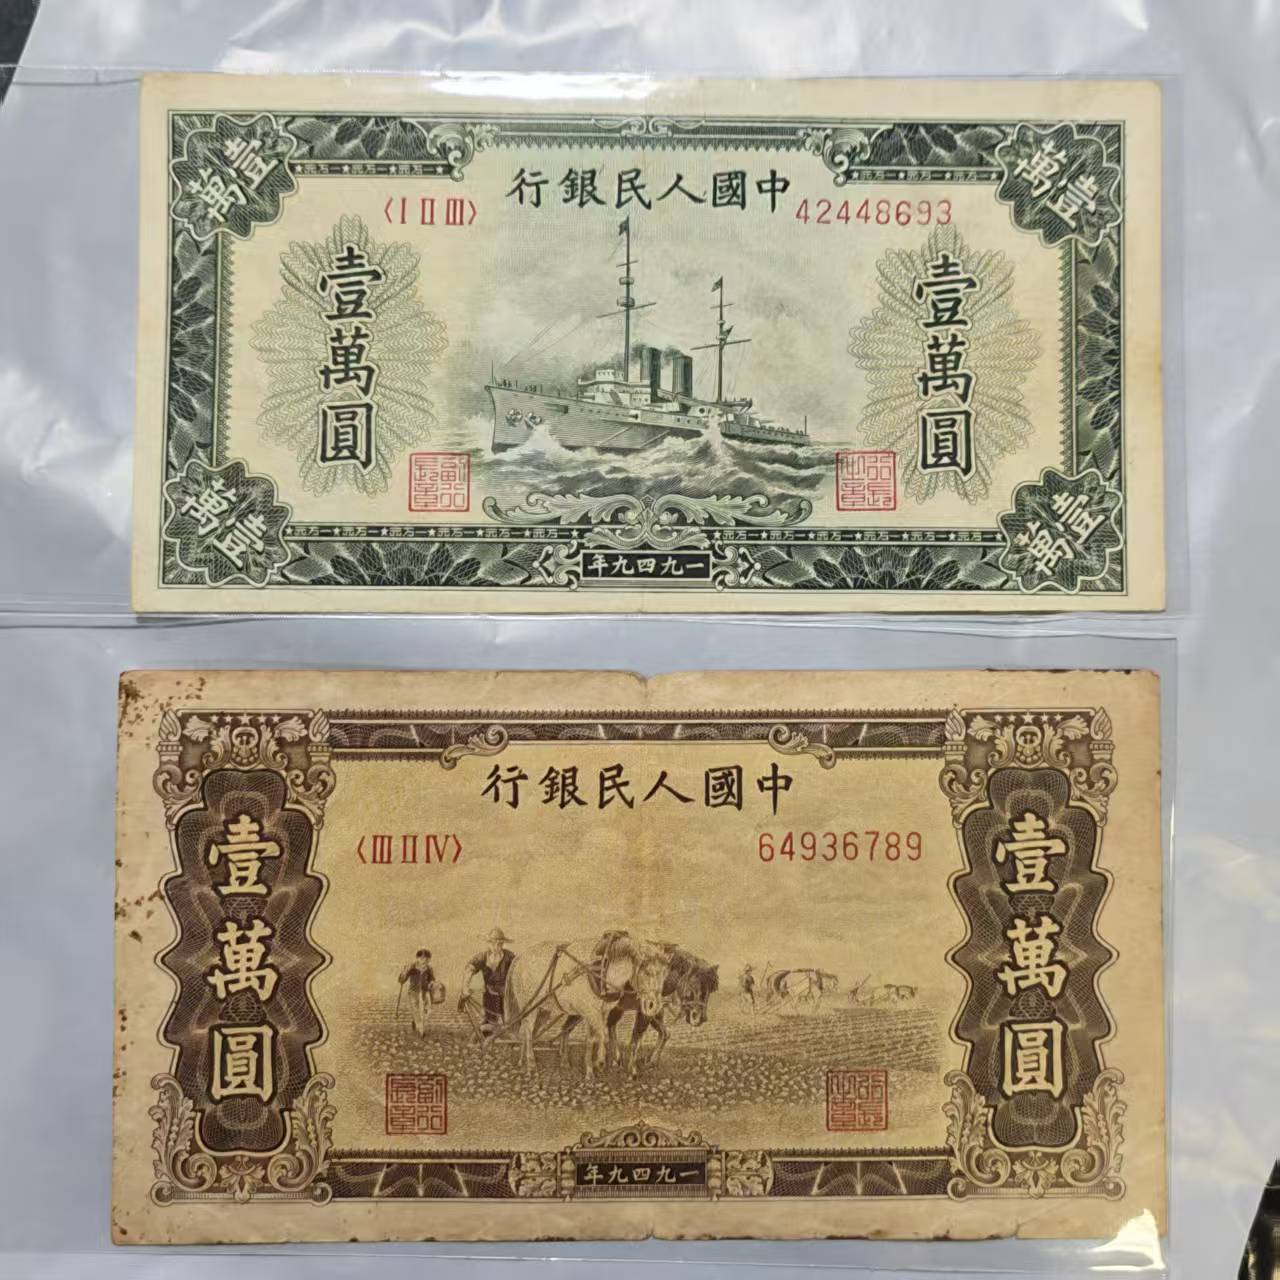 中國人民銀行
〈I II III〉
42448693
壹萬
壹萬
壹萬圓
壹萬圓
壹萬
壹萬
一九四九年
中國人民銀行
〈III II IV〉
64936789
壹萬圓
壹萬圓
一九四九年